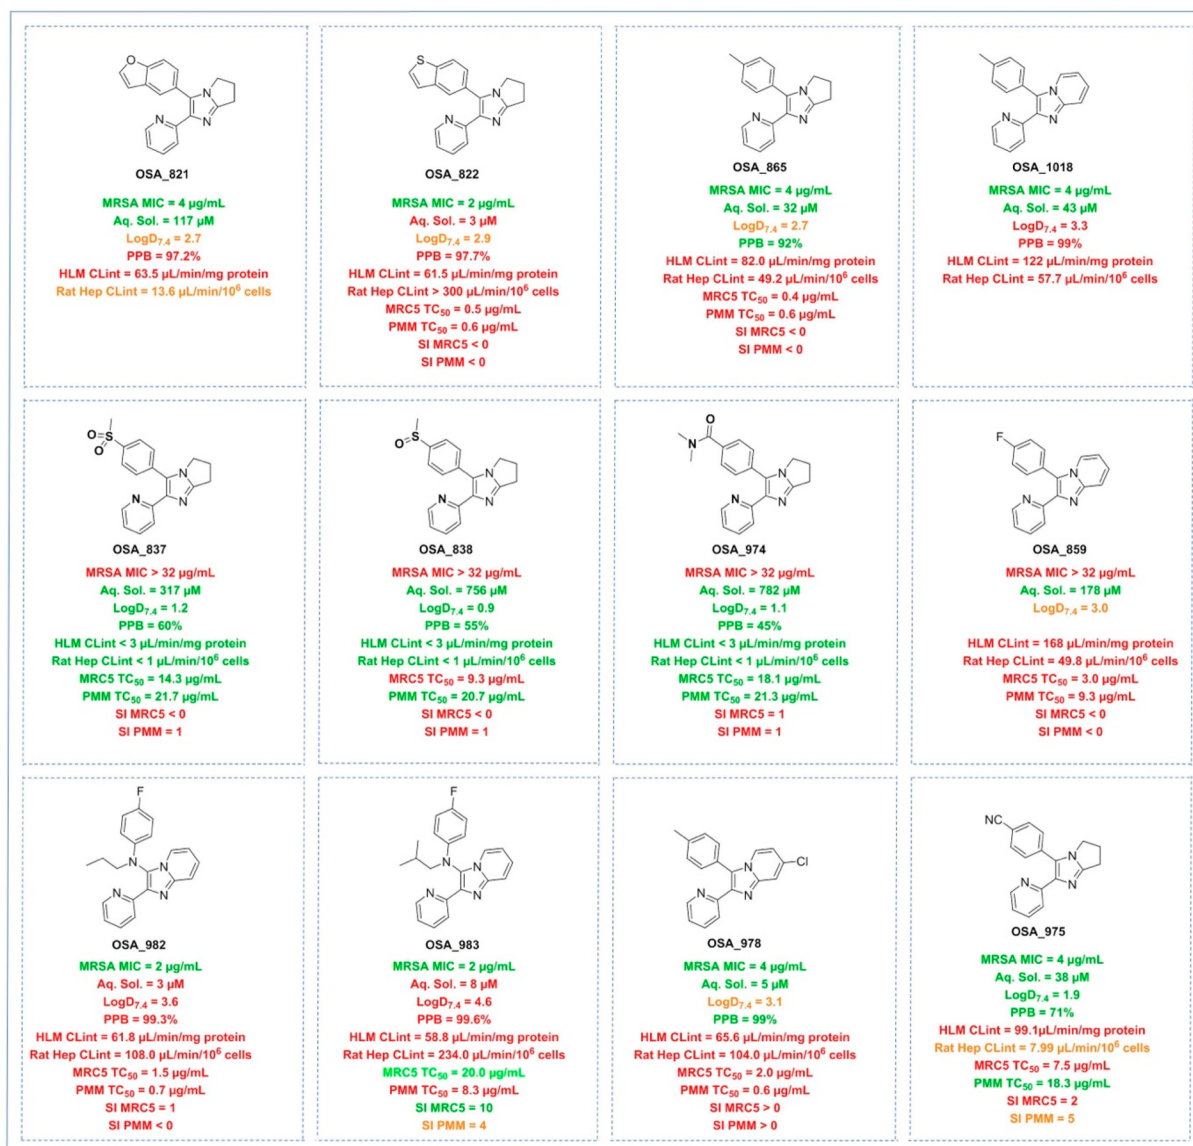 O
N
N
N
OSA_821
MRSA MIC = 4 µg/mL
Aq. Sol. = 117 µM
LogD7.4 = 2.7
PPB = 97.2%
HLM CLint = 63.5 µL/min/mg protein
Rat Hep CLint = 13.6 µL/min/10⁶ cells
S
N
N
N
OSA_822
MRSA MIC = 2 µg/mL
Aq. Sol. = 3 µM
LogD7.4 = 2.9
PPB = 97.7%
HLM CLint = 61.5 µL/min/mg protein
Rat Hep CLint > 300 µL/min/10⁶ cells
MRC5 TC50 = 0.5 µg/mL
PMM TC50 = 0.6 µg/mL
SI MRC5 < 0
SI PMM < 0
N
N
N
OSA_865
MRSA MIC = 4 µg/mL
Aq. Sol. = 32 µM
LogD7.4 = 2.7
PPB = 92%
HLM CLint = 82.0 µL/min/mg protein
Rat Hep CLint = 49.2 µL/min/10⁶ cells
MRC5 TC50 = 0.4 µg/mL
PMM TC50 = 0.6 µg/mL
SI MRC5 < 0
SI PMM < 0
N
N
N
OSA_1018
MRSA MIC = 4 µg/mL
Aq. Sol. = 43 µM
LogD7.4 = 3.3
PPB = 99%
HLM CLint = 122 µL/min/mg protein
Rat Hep CLint = 57.7 µL/min/10⁶ cells
O
S
O
N
N
N
OSA_837
MRSA MIC > 32 µg/mL
Aq. Sol. = 317 µM
LogD7.4 = 1.2
PPB = 60%
HLM CLint < 3 µL/min/mg protein
Rat Hep CLint < 1 µL/min/10⁶ cells
MRC5 TC50 = 14.3 µg/mL
PMM TC50 = 21.7 µg/mL
SI MRC5 < 0
SI PMM = 1
S
O
N
N
N
OSA_838
MRSA MIC > 32 µg/mL
Aq. Sol. = 756 µM
LogD7.4 = 0.9
PPB = 55%
HLM CLint < 3 µL/min/mg protein
Rat Hep CLint < 1 µL/min/10⁶ cells
MRC5 TC50 = 9.3 µg/mL
PMM TC50 = 20.7 µg/mL
SI MRC5 < 0
SI PMM = 1
O
N
N
N
N
OSA_974
MRSA MIC > 32 µg/mL
Aq. Sol. = 782 µM
LogD7.4 = 1.1
PPB = 45%
HLM CLint < 3 µL/min/mg protein
Rat Hep CLint < 1 µL/min/10⁶ cells
MRC5 TC50 = 18.1 µg/mL
PMM TC50 = 21.3 µg/mL
SI MRC5 = 1
SI PMM = 1
F
N
N
N
OSA_859
MRSA MIC > 32 µg/mL
Aq. Sol. = 178 µM
LogD7.4 = 3.0
HLM CLint = 168 µL/min/mg protein
Rat Hep CLint = 49.8 µL/min/10⁶ cells
MRC5 TC50 = 3.0 µg/mL
PMM TC50 = 9.3 µg/mL
SI MRC5 < 0
SI PMM < 0
F
N
N
N
N
OSA_982
MRSA MIC = 2 µg/mL
Aq. Sol. = 3 µM
LogD7.4 = 3.6
PPB = 99.3%
HLM CLint = 61.8 µL/min/mg protein
Rat Hep CLint = 108.0 µL/min/10⁶ cells
MRC5 TC50 = 1.5 µg/mL
PMM TC50 = 0.7 µg/mL
SI MRC5 = 1
SI PMM < 0
F
N
N
N
N
OSA_983
MRSA MIC = 2 µg/mL
Aq. Sol. = 8 µM
LogD7.4 = 4.6
PPB = 99.6%
HLM CLint = 58.8 µL/min/mg protein
Rat Hep CLint = 234.0 µL/min/10⁶ cells
MRC5 TC50 = 20.0 µg/mL
PMM TC50 = 8.3 µg/mL
SI MRC5 = 10
SI PMM = 4
N
Cl
N
N
OSA_978
MRSA MIC = 4 µg/mL
Aq. Sol. = 5 µM
LogD7.4 = 3.1
PPB = 99%
HLM CLint = 65.6 µL/min/mg protein
Rat Hep CLint = 104.0 µL/min/10⁶ cells
MRC5 TC50 = 2.0 µg/mL
PMM TC50 = 0.6 µg/mL
SI MRC5 > 0
SI PMM > 0
NC
N
N
N
OSA_975
MRSA MIC = 4 µg/mL
Aq. Sol. = 38 µM
LogD7.4 = 1.9
PPB = 71%
HLM CLint = 99.1µL/min/mg protein
Rat Hep CLint = 7.99 µL/min/10⁶ cells
MRC5 TC50 = 7.5 µg/mL
PMM TC50 = 18.3 µg/mL
SI MRC5 = 2
SI PMM = 5